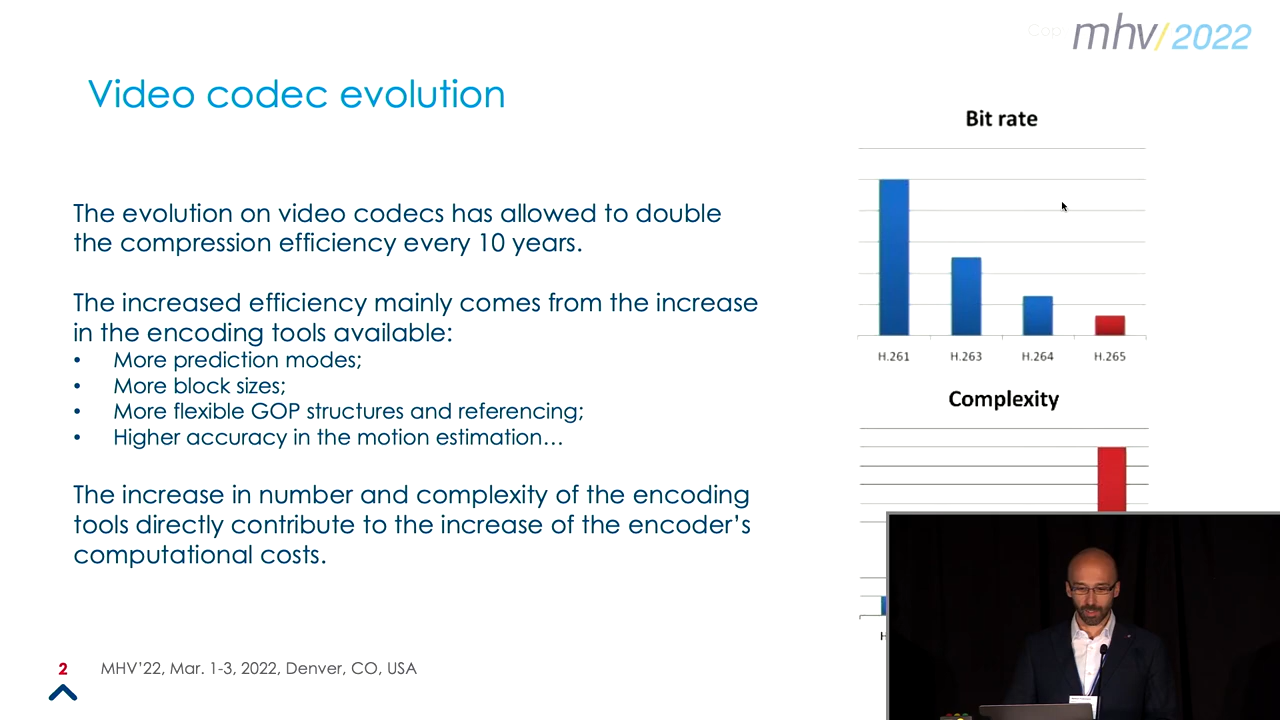 mhv/2022
Video codec evolution
The evolution on video codecs has allowed to double
the compression efficiency every 10 years.
The increased efficiency mainly comes from the increase
in the encoding tools available:
• More prediction modes;
• More block sizes;
• More flexible GOP structures and referencing;
• Higher accuracy in the motion estimation…
The increase in number and complexity of the encoding
tools directly contribute to the increase of the encoder’s
computational costs.
Bit rate
H.261 H.263 H.264 H.265
Complexity
2 MHV’22, Mar. 1-3, 2022, Denver, CO, USA